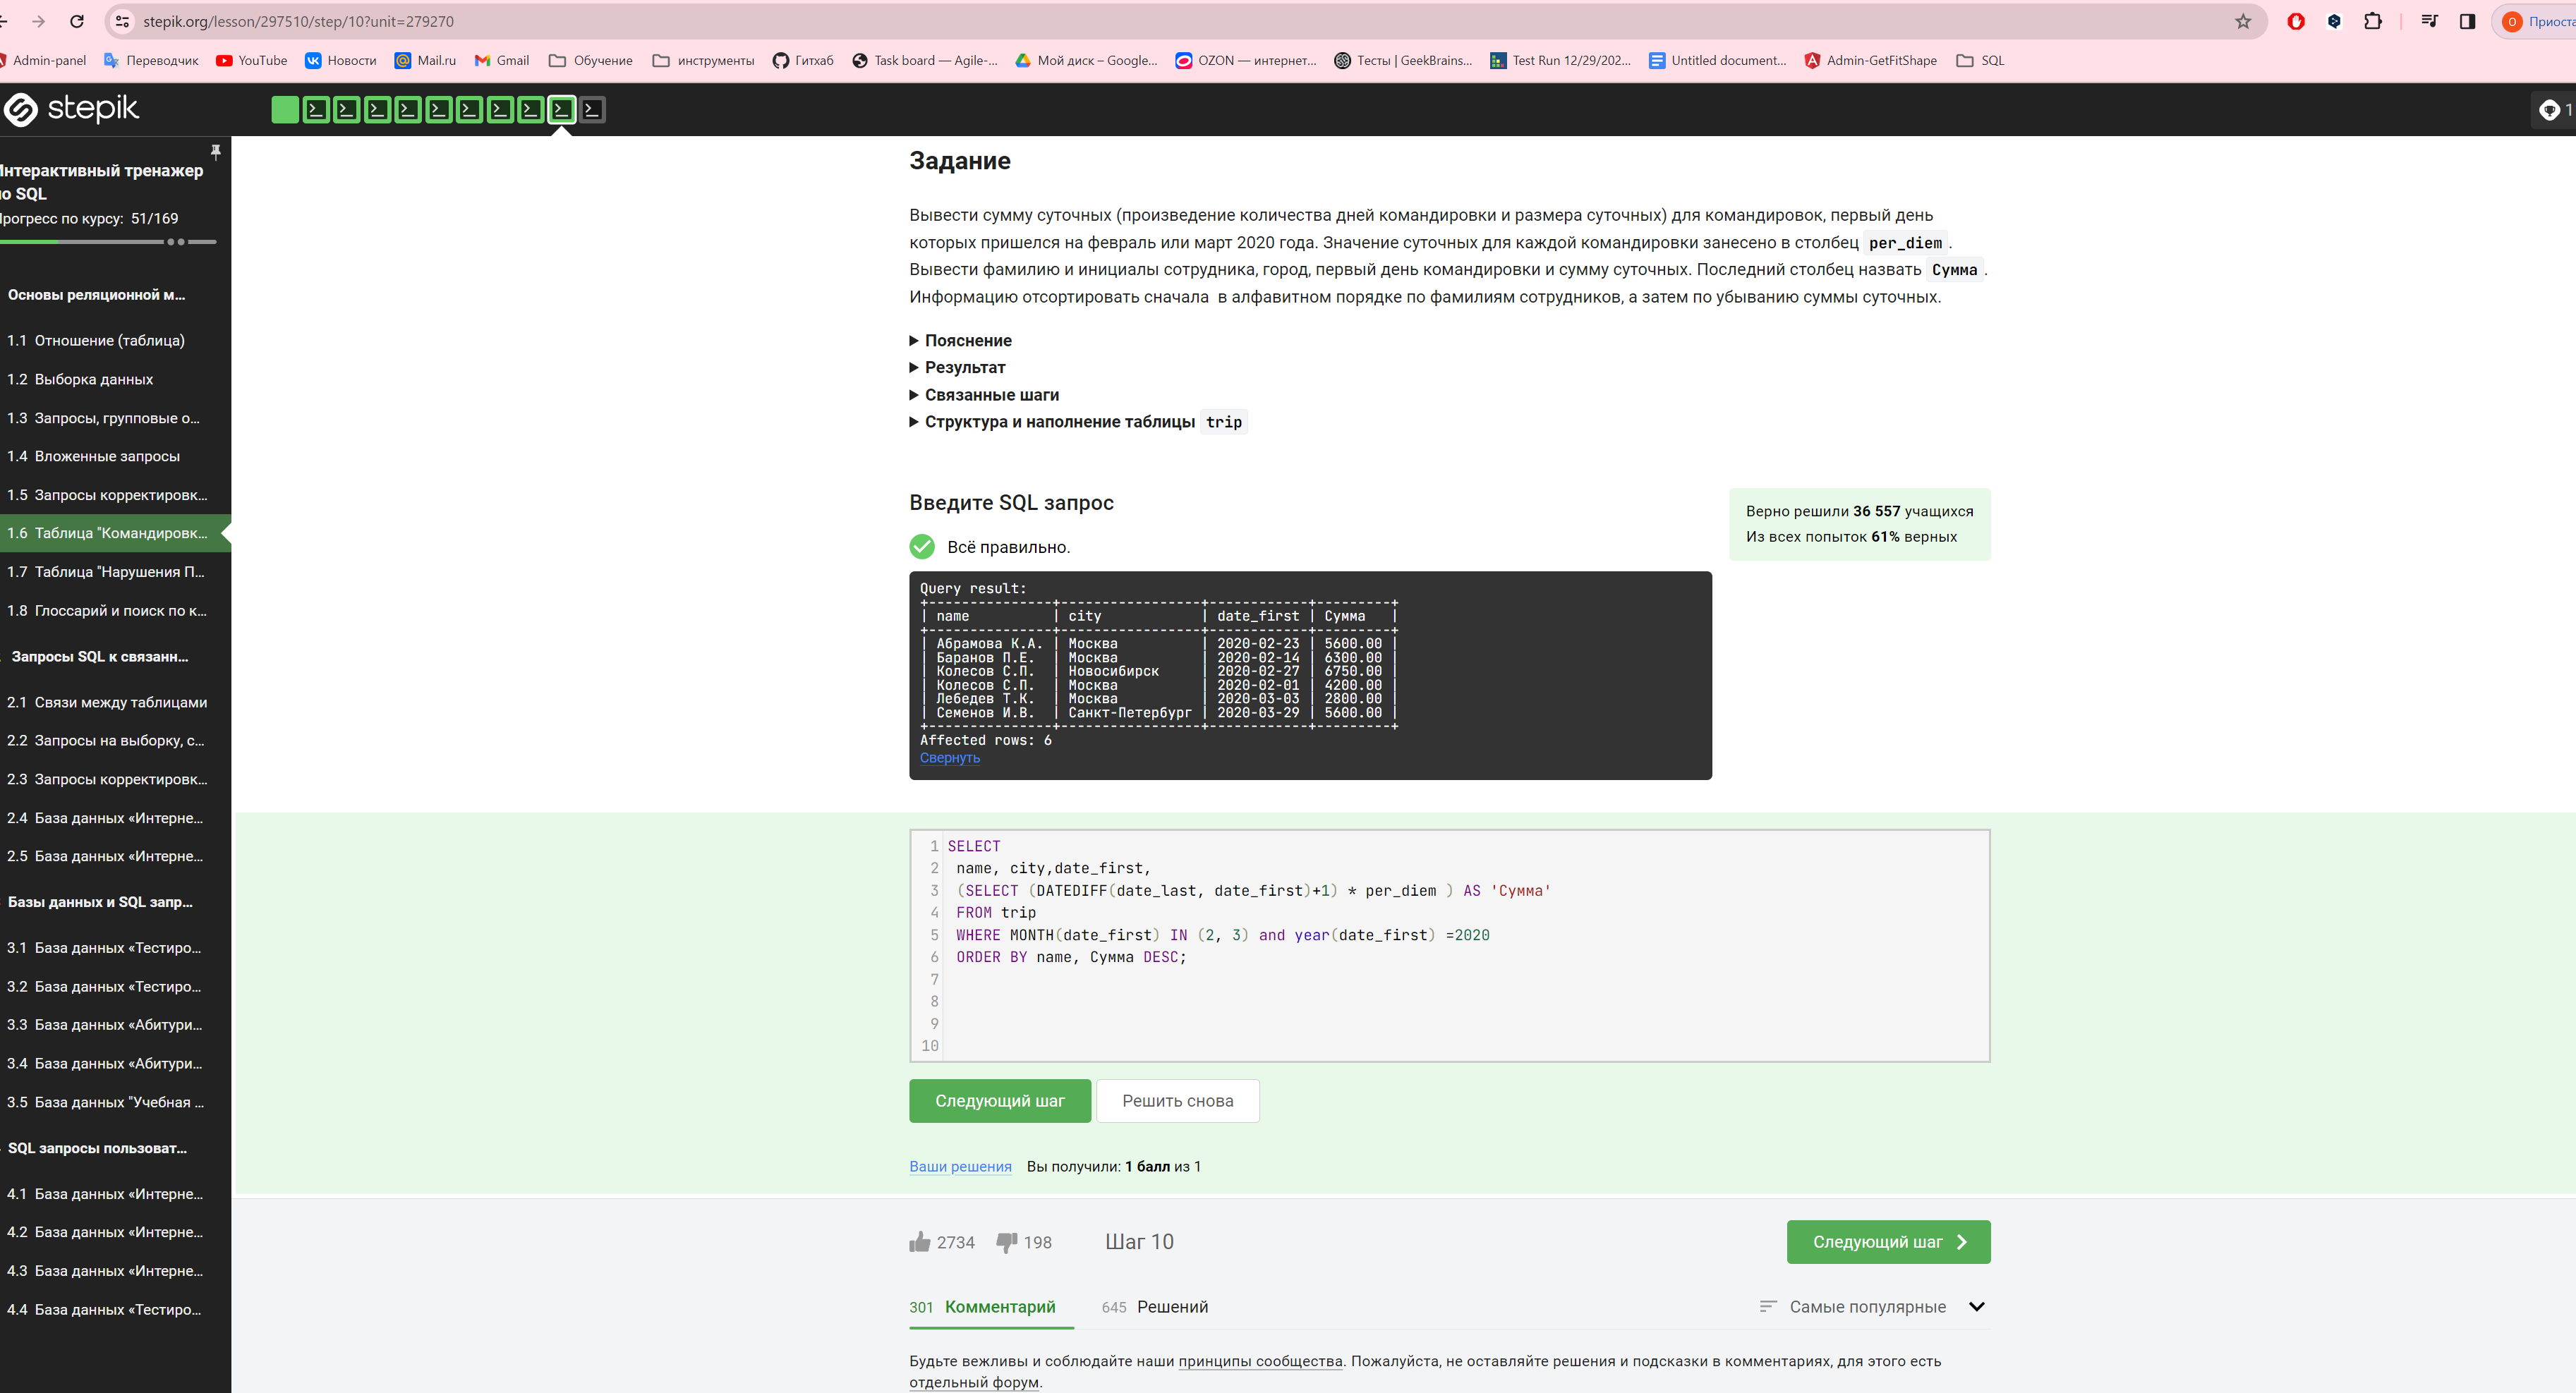 stepik.org/lesson/297510/step/10?unit=279270
О Приоста
Admin-panel Переводчик YouTube Новости Mail.ru Gmail Обучение инструменты Гитхаб Task board — Agile-... Мой диск – Google... OZON — интернет... Тесты | GeekBrains... Test Run 12/29/202... Untitled document... Admin-GetFitShape SQL
stepik
1
Интерактивный тренажер
по SQL
Прогресс по курсу: 51/169
Основы реляционной м...
1.1 Отношение (таблица)
1.2 Выборка данных
1.3 Запросы, групповые о...
1.4 Вложенные запросы
1.5 Запросы корректировк...
1.6 Таблица "Командировк...
1.7 Таблица "Нарушения П...
1.8 Глоссарий и поиск по к...
Запросы SQL к связанн...
2.1 Связи между таблицами
2.2 Запросы на выборку, с...
2.3 Запросы корректировк...
2.4 База данных «Интерне...
2.5 База данных «Интерне...
Базы данных и SQL запр...
3.1 База данных «Тестиро...
3.2 База данных «Тестиро...
3.3 База данных «Абитури...
3.4 База данных «Абитури...
3.5 База данных "Учебная ...
SQL запросы пользоват...
4.1 База данных «Интерне...
4.2 База данных «Интерне...
4.3 База данных «Интерне...
4.4 База данных «Тестиро...
Задание
Вывести сумму суточных (произведение количества дней командировки и размера суточных) для командировок, первый день
которых пришелся на февраль или март 2020 года. Значение суточных для каждой командировки занесено в столбец per_diem.
Вывести фамилию и инициалы сотрудника, город, первый день командировки и сумму суточных. Последний столбец назвать Сумма.
Информацию отсортировать сначала в алфавитном порядке по фамилиям сотрудников, а затем по убыванию суммы суточных.
Пояснение
Результат
Связанные шаги
Структура и наполнение таблицы trip
Введите SQL запрос
Верно решили 36 557 учащихся
Из всех попыток 61% верных
Всё правильно.
Query result:
+---------------+-----------------+------------+---------+
| name | city | date_first | Сумма |
+---------------+-----------------+------------+---------+
| Абрамова К.А. | Москва | 2020-02-23 | 5600.00 |
| Баранов П.Е. | Москва | 2020-02-14 | 6300.00 |
| Колесов С.П. | Новосибирск | 2020-02-27 | 6750.00 |
| Колесов С.П. | Москва | 2020-02-01 | 4200.00 |
| Лебедев Т.К. | Москва | 2020-03-03 | 2800.00 |
| Семенов И.В. | Санкт-Петербург | 2020-03-29 | 5600.00 |
+---------------+-----------------+------------+---------+
Affected rows: 6
Свернуть
1 SELECT
2 name, city,date_first,
3 (SELECT (DATEDIFF(date_last, date_first)+1) * per_diem ) AS 'Сумма'
4 FROM trip
5 WHERE MONTH(date_first) IN (2, 3) and year(date_first) =2020
6 ORDER BY name, Сумма DESC;
7
8
9
10
Следующий шаг Решить снова
Ваши решения Вы получили: 1 балл из 1
2734 198 Шаг 10 Следующий шаг
301 Комментарий 645 Решений Самые популярные
Будьте вежливы и соблюдайте наши принципы сообщества. Пожалуйста, не оставляйте решения и подсказки в комментариях, для этого есть
отдельный форум.